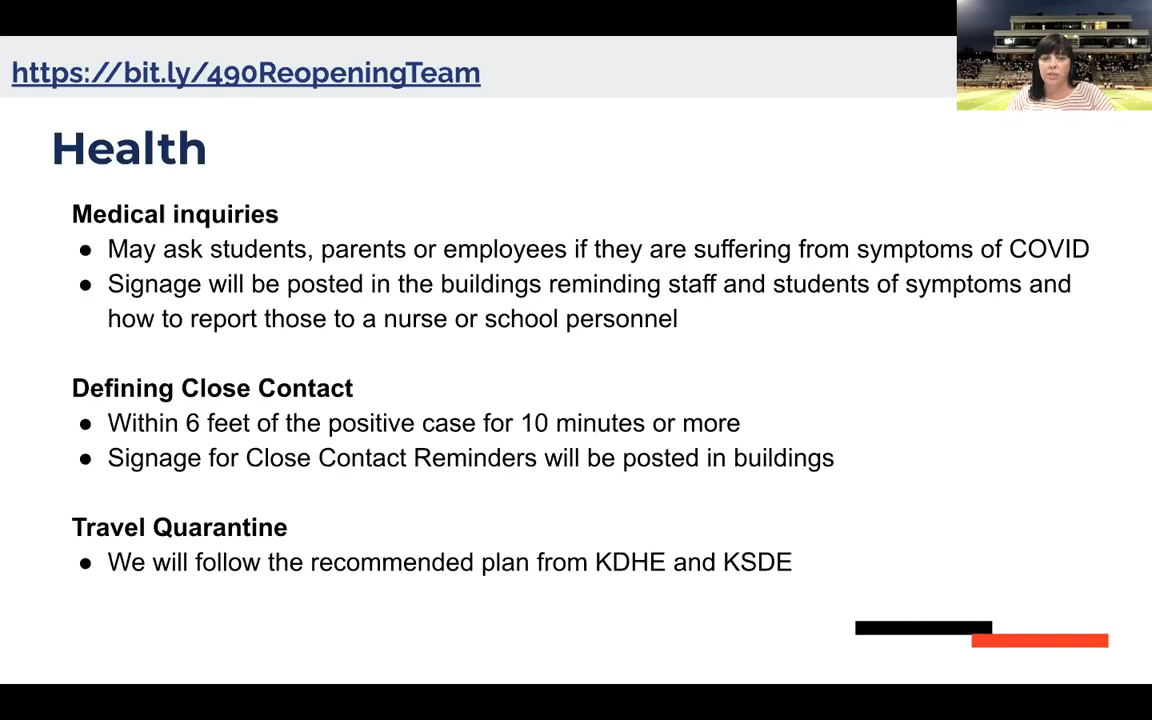 https://bit.ly/490ReopeningTeam
Health
Medical inquiries
● May ask students, parents or employees if they are suffering from symptoms of COVID
● Signage will be posted in the buildings reminding staff and students of symptoms and
how to report those to a nurse or school personnel
Defining Close Contact
● Within 6 feet of the positive case for 10 minutes or more
● Signage for Close Contact Reminders will be posted in buildings
Travel Quarantine
● We will follow the recommended plan from KDHE and KSDE